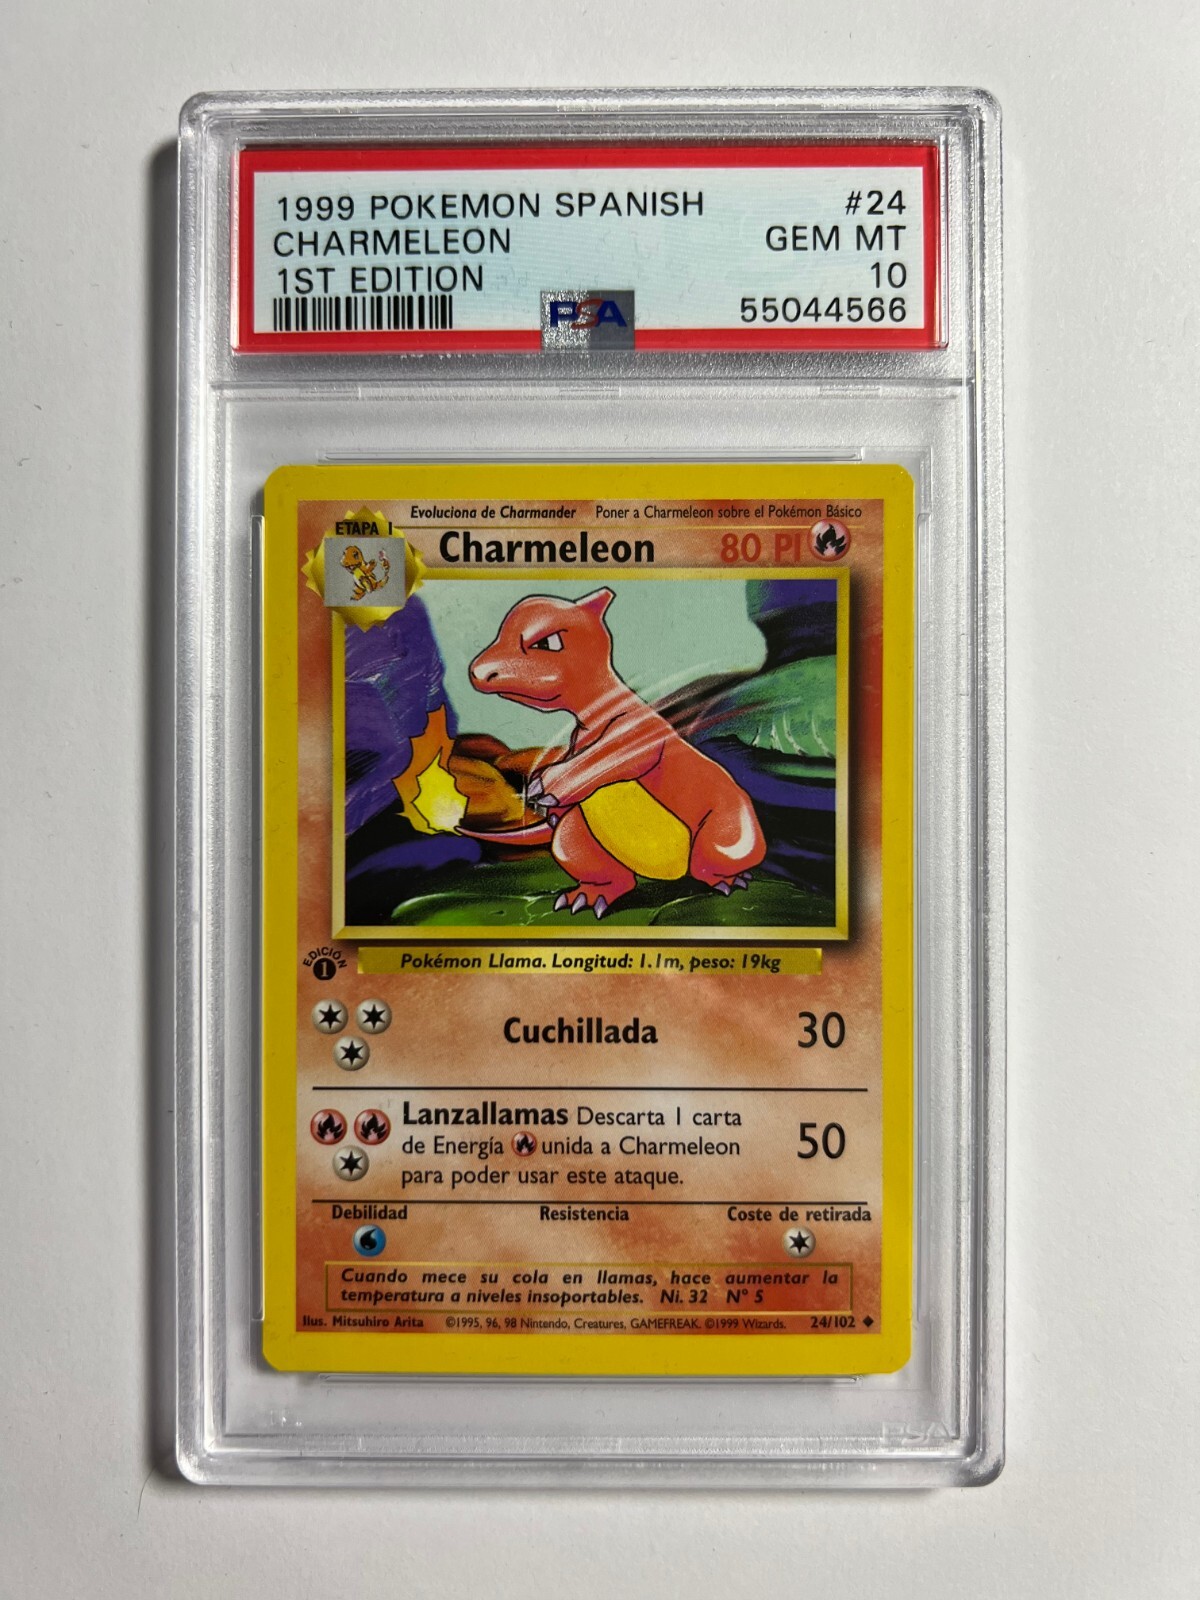 1999 POKEMON SPANISH #24
CHARMELEON GEM MT
1ST EDITION 10
PSA 55044566
Evoluciona de Charmander Poner a Charmeleon sobre el Pokémon Básico
ETAPA 1
Charmeleon 80 PI
EDICIÓN
1
Pokémon Llama. Longitud: 1.1m, peso: 19kg
Cuchillada 30
Lanzallamas Descarta 1 carta
de Energía unida a Charmeleon 50
para poder usar este ataque.
Debilidad Resistencia Coste de retirada
Cuando mece su cola en llamas, hace aumentar la
temperatura a niveles insoportables. Ni. 32 Nº 5
Ilus. Mitsuhiro Arita ©1995, 96, 98 Nintendo, Creatures, GAMEFREAK. ©1999 Wizards. 24/102
PSA